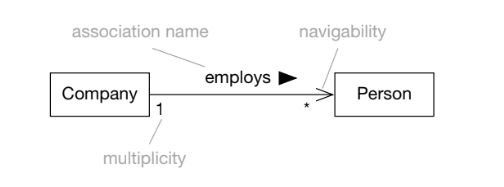 association name
navigability
employs
Company
Person
1
*
multiplicity